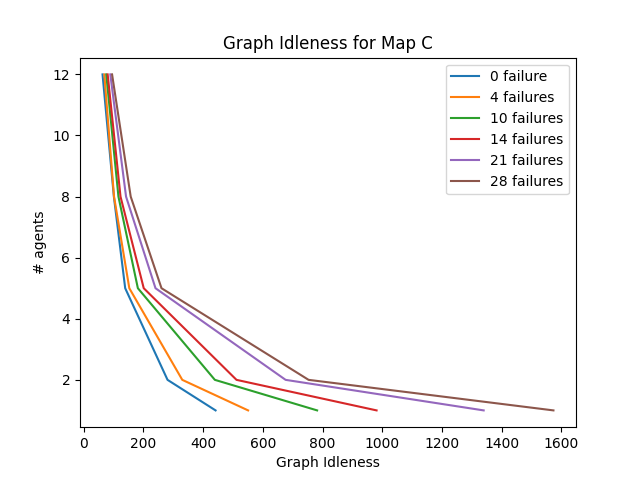 Graph Idleness for Map C
0 failure
4 failures
10 failures
14 failures
21 failures
28 failures
# agents
12
10
8
6
4
2
0 200 400 600 800 1000 1200 1400 1600
Graph Idleness